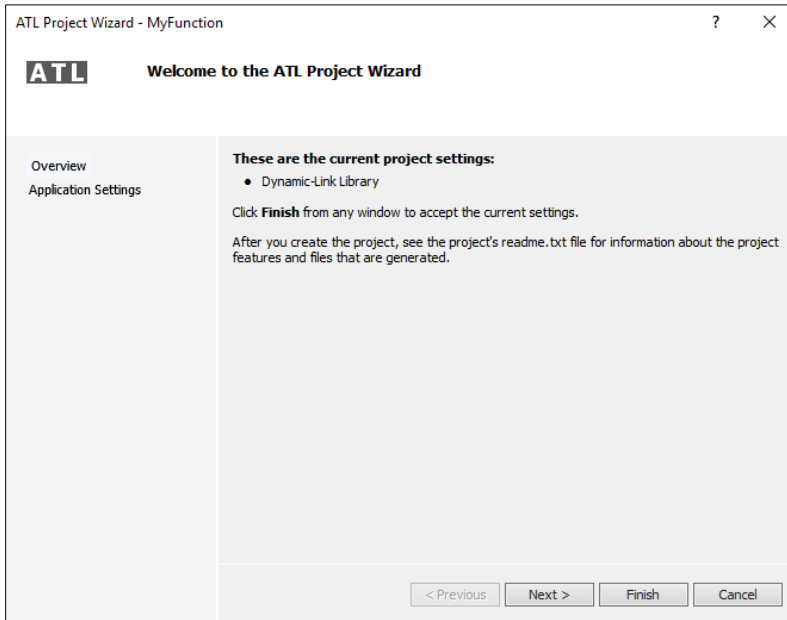 ATL Project Wizard - MyFunction
?
×
ATL
Welcome to the ATL Project Wizard
Overview
Application Settings
These are the current project settings:
• Dynamic-Link Library
Click Finish from any window to accept the current settings.
After you create the project, see the project's readme.txt file for information about the project
features and files that are generated.
< Previous
Next >
Finish
Cancel